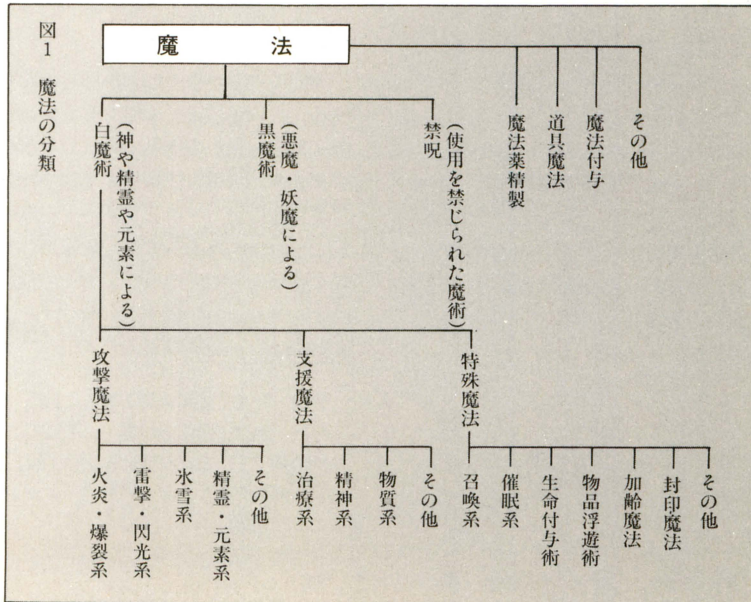 図1 魔法の分類
魔法
白魔術
(神や精霊や元素による)
黒魔術
(悪魔・妖魔による)
禁呪
(使用を禁じられた魔術)
魔法薬精製
道具魔法
魔法付与
その他
攻撃魔法
支援魔法
特殊魔法
火炎・爆裂系
雷撃・閃光系
氷雪系
精霊・元素系
その他
治療系
精神系
物質系
その他
召喚系
催眠系
生命付与術
物品浮遊術
加齢魔法
封印魔法
その他